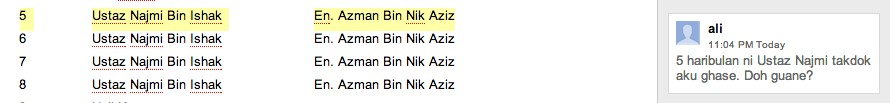 5 Ustaz Najmi Bin Ishak En. Azman Bin Nik Aziz
6 Ustaz Najmi Bin Ishak En. Azman Bin Nik Aziz
7 Ustaz Najmi Bin Ishak En. Azman Bin Nik Aziz
8 Ustaz Najmi Bin Ishak En. Azman Bin Nik Aziz
ali
11:04 PM Today
5 haribulan ni Ustaz Najmi takdok
aku ghase. Doh guane?